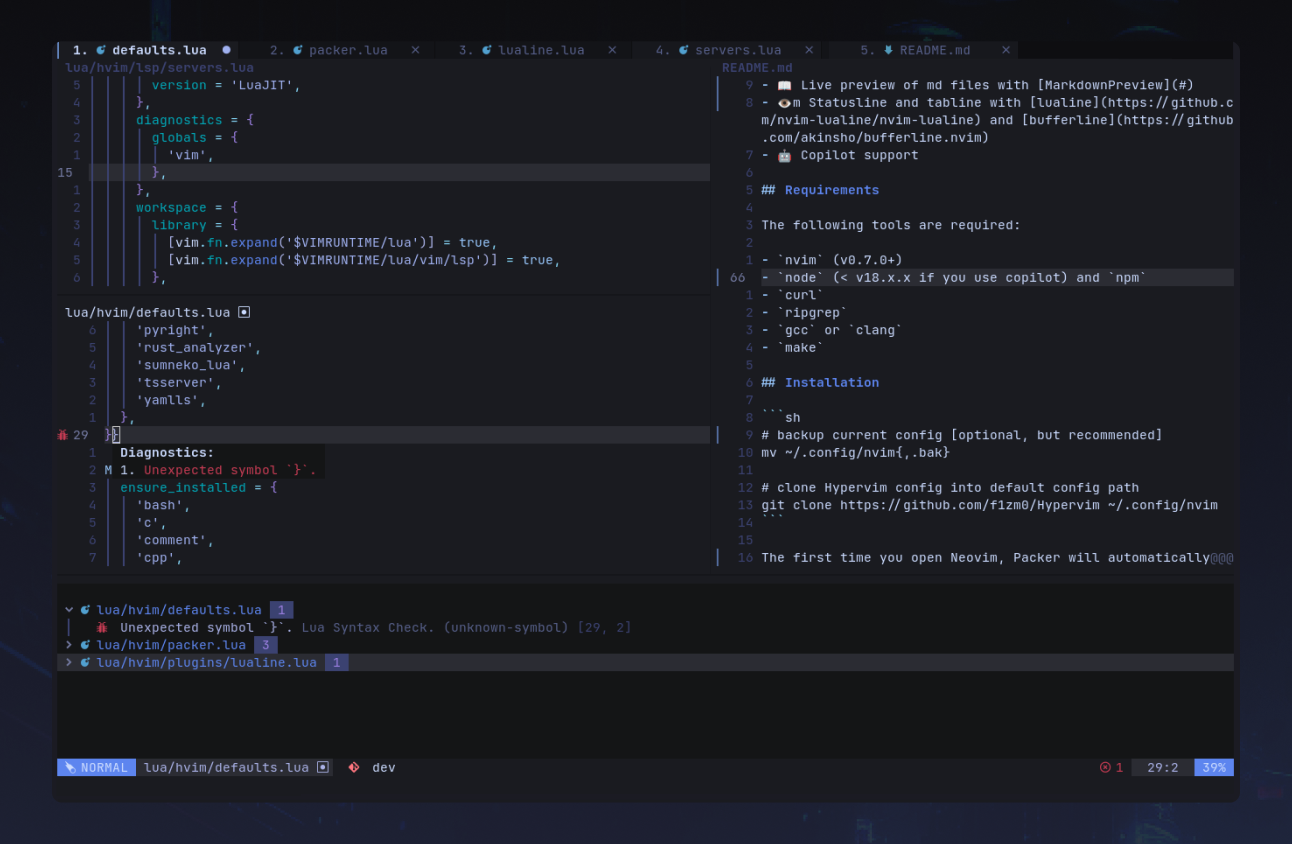 1. defaults.lua ● 2. packer.lua × 3. lualine.lua × 4. servers.lua × 5. README.md ×
lua/hvim/lsp/servers.lua
5 version = 'LuaJIT',
4 },
3 diagnostics = {
2 globals = {
1 'vim',
15 },
1 },
2 workspace = {
3 library = {
4 [vim.fn.expand('$VIMRUNTIME/lua')] = true,
5 [vim.fn.expand('$VIMRUNTIME/lua/vim/lsp')] = true,
6 },
lua/hvim/defaults.lua
6 'pyright',
5 'rust_analyzer',
4 'sumneko_lua',
3 'tsserver',
2 'yamlls',
1 },
29 }}
1 Diagnostics:
2 M 1. Unexpected symbol `}`.
3 ensure_installed = {
4 'bash',
5 'c',
6 'comment',
7 'cpp',
README.md
9 - 📖 Live preview of md files with [MarkdownPreview](#)
8 - 👁m Statusline and tabline with [lualine](https://github.c
m/nvim-lualine/nvim-lualine) and [bufferline](https://github
.com/akinsho/bufferline.nvim)
7 - 🤖 Copilot support
6
5 ## Requirements
4
3 The following tools are required:
2
1 - `nvim` (v0.7.0+)
66 - `node` (< v18.x.x if you use copilot) and `npm`
1 - `curl`
2 - `ripgrep`
3 - `gcc` or `clang`
4 - `make`
5
6 ## Installation
7
8 ```sh
9 # backup current config [optional, but recommended]
10 mv ~/.config/nvim{,.bak}
11
12 # clone Hypervim config into default config path
13 git clone https://github.com/f1zm0/Hypervim ~/.config/nvim
14 ```
15
16 The first time you open Neovim, Packer will automatically@@@
lua/hvim/defaults.lua 1
Unexpected symbol `}`. Lua Syntax Check. (unknown-symbol) [29, 2]
lua/hvim/packer.lua 3
lua/hvim/plugins/lualine.lua 1
NORMAL lua/hvim/defaults.lua dev 1 29:2 39%